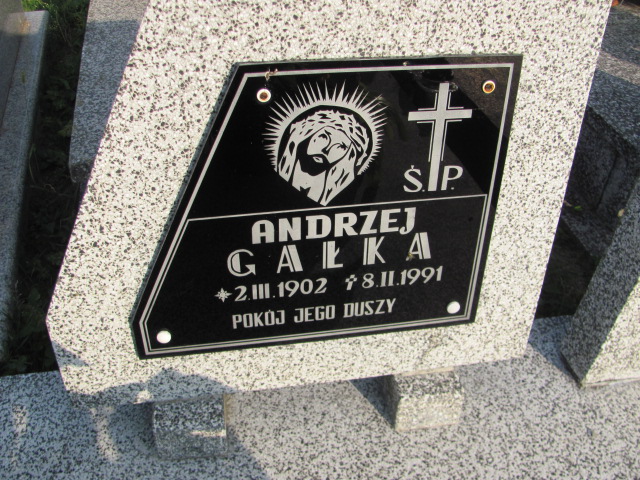 Ś.P.
ANDRZEJ
GAŁKA
*2.III.1902 ✝8.II.1991
POKÓJ JEGO DUSZY